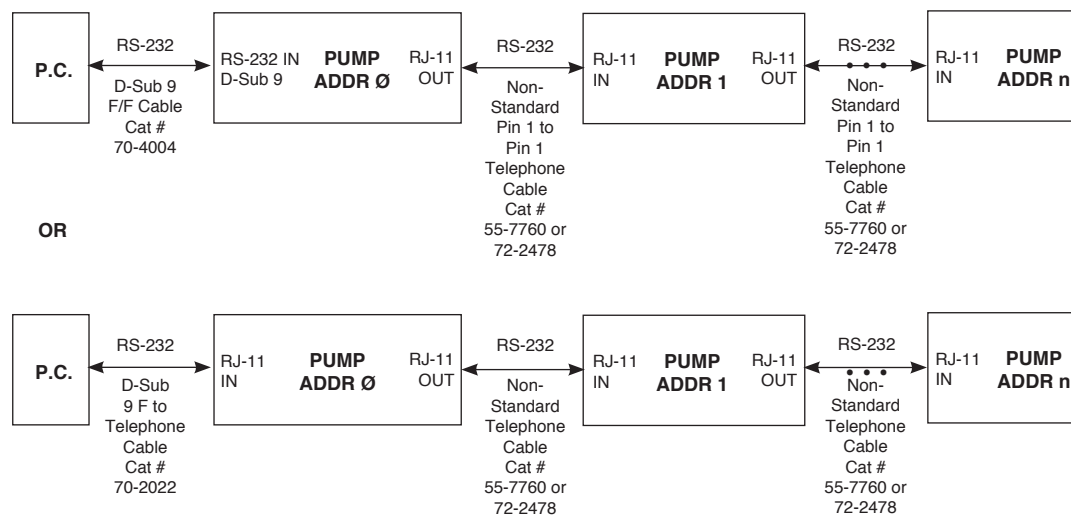 P.C.
RS-232
D-Sub 9
F/F Cable
Cat #
70-4004
RS-232 IN
D-Sub 9
PUMP
ADDR Ø
RJ-11
OUT
RS-232
Non-
Standard
Pin 1 to
Pin 1
Telephone
Cable
Cat #
55-7760 or
72-2478
RJ-11
IN
PUMP
ADDR 1
RJ-11
OUT
RS-232
Non-
Standard
Pin 1 to
Pin 1
Telephone
Cable
Cat #
55-7760 or
72-2478
RJ-11
IN
PUMP
ADDR n
OR
P.C.
RS-232
D-Sub
9 F to
Telephone
Cable
Cat #
70-2022
RJ-11
IN
PUMP
ADDR Ø
RJ-11
OUT
RS-232
Non-
Standard
Telephone
Cable
Cat #
55-7760 or
72-2478
RJ-11
IN
PUMP
ADDR 1
RJ-11
OUT
RS-232
Non-
Standard
Telephone
Cable
Cat #
55-7760 or
72-2478
RJ-11
IN
PUMP
ADDR n